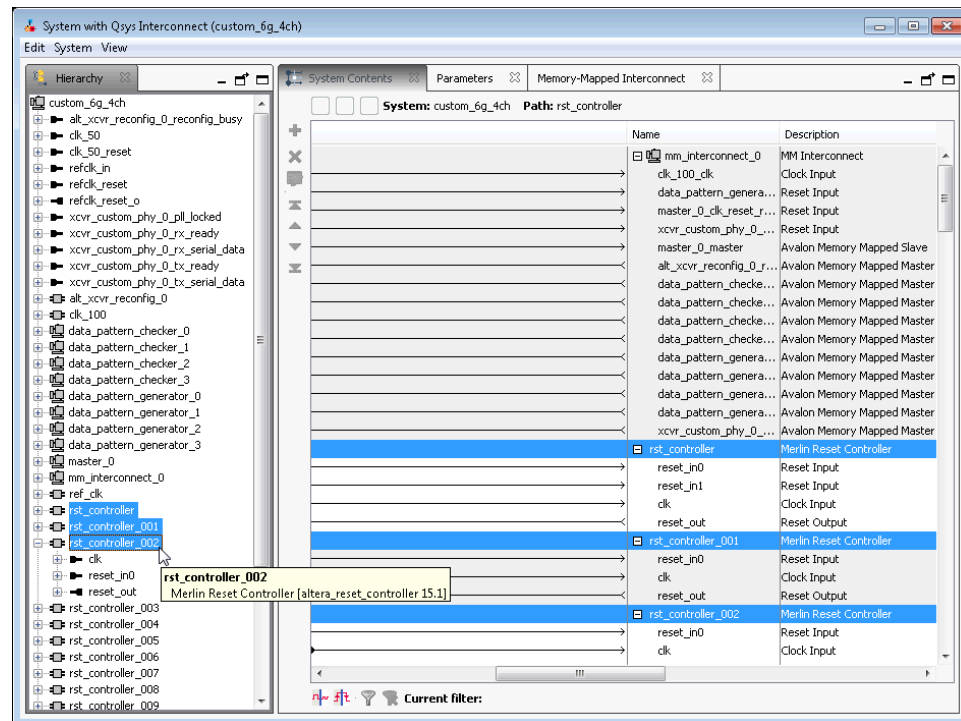 System with Qsys Interconnect (custom_6g_4ch)
Edit System View
Hierarchy
custom_6g_4ch
alt_xcvr_reconfig_0_reconfig_busy
clk_50
clk_50_reset
refclk_in
refclk_reset
refclk_reset_o
xcvr_custom_phy_0_pll_locked
xcvr_custom_phy_0_rx_ready
xcvr_custom_phy_0_rx_serial_data
xcvr_custom_phy_0_tx_ready
xcvr_custom_phy_0_tx_serial_data
alt_xcvr_reconfig_0
clk_100
data_pattern_checker_0
data_pattern_checker_1
data_pattern_checker_2
data_pattern_checker_3
data_pattern_generator_0
data_pattern_generator_1
data_pattern_generator_2
data_pattern_generator_3
master_0
mm_interconnect_0
ref_clk
rst_controller
rst_controller_001
rst_controller_002
clk
reset_in0
reset_out
rst_controller_003
rst_controller_004
rst_controller_005
rst_controller_006
rst_controller_007
rst_controller_008
rst_controller_009
rst_controller_002
Merlin Reset Controller [altera_reset_controller 15.1]
System Contents Parameters Memory-Mapped Interconnect
System: custom_6g_4ch Path: rst_controller
Name Description
mm_interconnect_0 MM Interconnect
clk_100_clk Clock Input
data_pattern_genera... Reset Input
master_0_clk_reset_r... Reset Input
xcvr_custom_phy_0_... Reset Input
master_0_master Avalon Memory Mapped Slave
alt_xcvr_reconfig_0_r... Avalon Memory Mapped Master
data_pattern_checke... Avalon Memory Mapped Master
data_pattern_checke... Avalon Memory Mapped Master
data_pattern_checke... Avalon Memory Mapped Master
data_pattern_checke... Avalon Memory Mapped Master
data_pattern_genera... Avalon Memory Mapped Master
data_pattern_genera... Avalon Memory Mapped Master
data_pattern_genera... Avalon Memory Mapped Master
data_pattern_genera... Avalon Memory Mapped Master
xcvr_custom_phy_0_... Avalon Memory Mapped Master
rst_controller Merlin Reset Controller
reset_in0 Reset Input
reset_in1 Reset Input
clk Clock Input
reset_out Reset Output
rst_controller_001 Merlin Reset Controller
reset_in0 Reset Input
clk Clock Input
reset_out Reset Output
rst_controller_002 Merlin Reset Controller
reset_in0 Reset Input
clk Clock Input
Current filter: